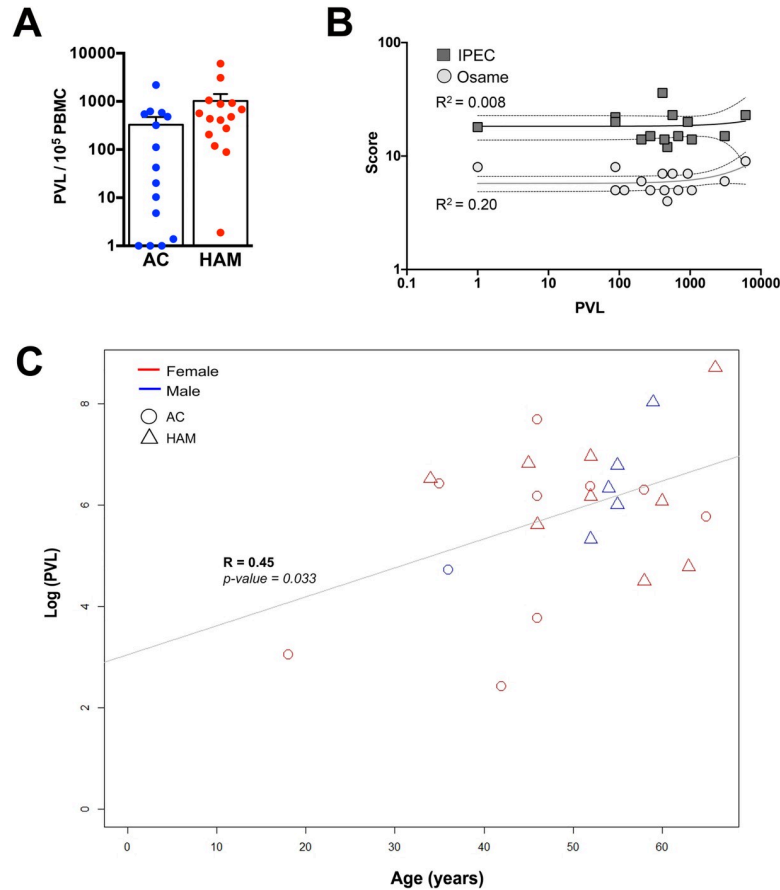 A
PVL / 10⁵ PBMC
10000
1000
100
10
1
AC
HAM
B
Score
100
10
1
IPEC
Osame
R² = 0.008
R² = 0.20
0.1
1
10
100
1000
10000
PVL
C
Female
Male
AC
HAM
R = 0.45
p-value = 0.033
Log (PVL)
8
6
4
2
0
0
10
20
30
40
50
60
Age (years)